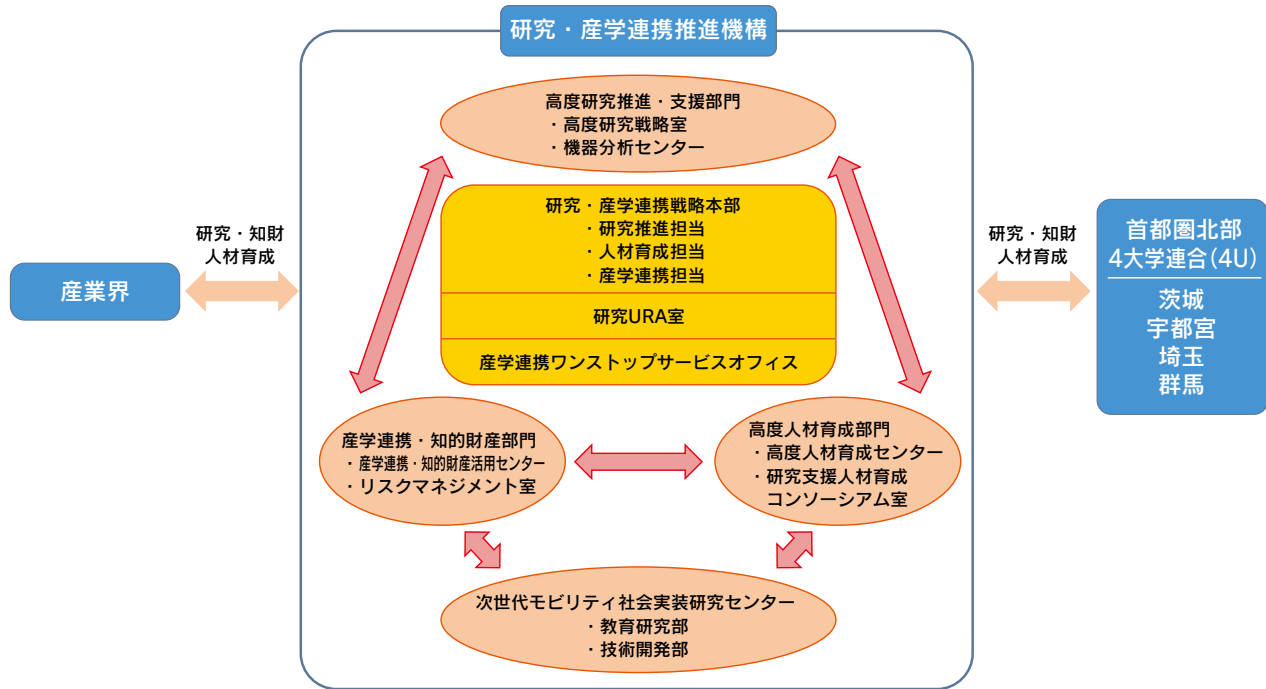 研究・産学連携推進機構
高度研究推進・支援部門
・高度研究戦略室
・機器分析センター
研究・産学連携戦略本部
・研究推進担当
・人材育成担当
・産学連携担当
研究URA室
産学連携ワンストップサービスオフィス
研究・知財
人材育成
産業界
研究・知財
人材育成
首都圏北部
4大学連合(4U)
茨城
宇都宮
埼玉
群馬
産学連携・知的財産部門
・産学連携・知的財産活用センター
・リスクマネジメント室
高度人材育成部門
・高度人材育成センター
・研究支援人材育成
コンソーシアム室
次世代モビリティ社会実装研究センター
・教育研究部
・技術開発部